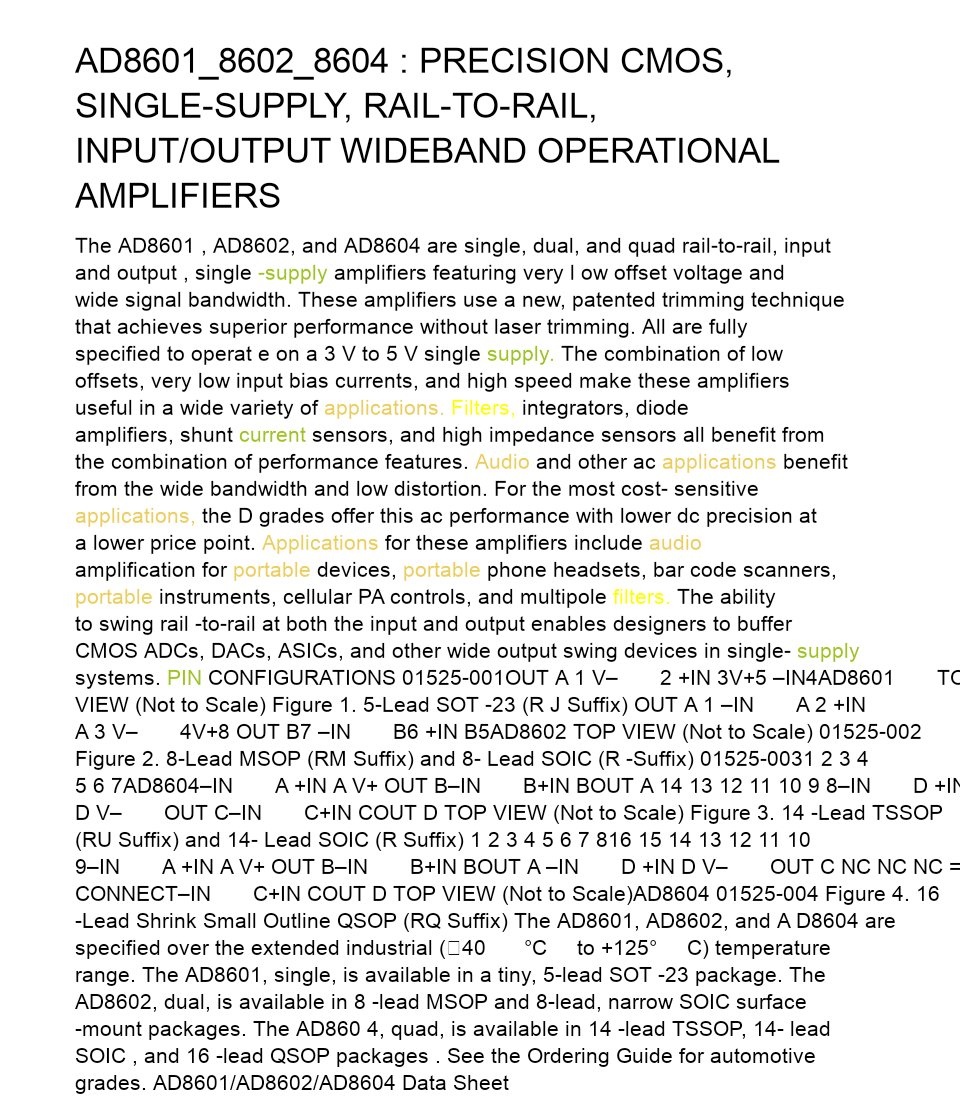 AD8601_8602_8604 : PRECISION CMOS,
SINGLE-SUPPLY, RAIL-TO-RAIL,
INPUT/OUTPUT WIDEBAND OPERATIONAL
AMPLIFIERS
The AD8601 , AD8602, and AD8604 are single, dual, and quad rail-to-rail, input
and output , single -supply amplifiers featuring very l ow offset voltage and
wide signal bandwidth. These amplifiers use a new, patented trimming technique
that achieves superior performance without laser trimming. All are fully
specified to operat e on a 3 V to 5 V single supply. The combination of low
offsets, very low input bias currents, and high speed make these amplifiers
useful in a wide variety of applications. Filters, integrators, diode
amplifiers, shunt current sensors, and high impedance sensors all benefit from
the combination of performance features. Audio and other ac applications benefit
from the wide bandwidth and low distortion. For the most cost- sensitive
applications, the D grades offer this ac performance with lower dc precision at
a lower price point. Applications for these amplifiers include audio
amplification for portable devices, portable phone headsets, bar code scanners,
portable instruments, cellular PA controls, and multipole filters. The ability
to swing rail -to-rail at both the input and output enables designers to buffer
CMOS ADCs, DACs, ASICs, and other wide output swing devices in single- supply
systems. PIN CONFIGURATIONS 01525-001OUT A 1 V– 2 +IN 3V+5 –IN4AD8601 TO
VIEW (Not to Scale) Figure 1. 5-Lead SOT -23 (R J Suffix) OUT A 1 –IN A 2 +IN
A 3 V– 4V+8 OUT B7 –IN B6 +IN B5AD8602 TOP VIEW (Not to Scale) 01525-002
Figure 2. 8-Lead MSOP (RM Suffix) and 8- Lead SOIC (R -Suffix) 01525-0031 2 3 4
5 6 7AD8604–IN A +IN A V+ OUT B–IN B+IN BOUT A 14 13 12 11 10 9 8–IN D +IN
D V– OUT C–IN C+IN COUT D TOP VIEW (Not to Scale) Figure 3. 14 -Lead TSSOP
(RU Suffix) and 14- Lead SOIC (R Suffix) 1 2 3 4 5 6 7 816 15 14 13 12 11 10
9–IN A +IN A V+ OUT B–IN B+IN BOUT A –IN D +IN D V– OUT C NC NC NC =
CONNECT–IN C+IN COUT D TOP VIEW (Not to Scale)AD8604 01525-004 Figure 4. 16
-Lead Shrink Small Outline QSOP (RQ Suffix) The AD8601, AD8602, and A D8604 are
specified over the extended industrial (□40 °C to +125° C) temperature
range. The AD8601, single, is available in a tiny, 5-lead SOT -23 package. The
AD8602, dual, is available in 8 -lead MSOP and 8-lead, narrow SOIC surface
-mount packages. The AD860 4, quad, is available in 14 -lead TSSOP, 14- lead
SOIC , and 16 -lead QSOP packages . See the Ordering Guide for automotive
grades. AD8601/AD8602/AD8604 Data Sheet